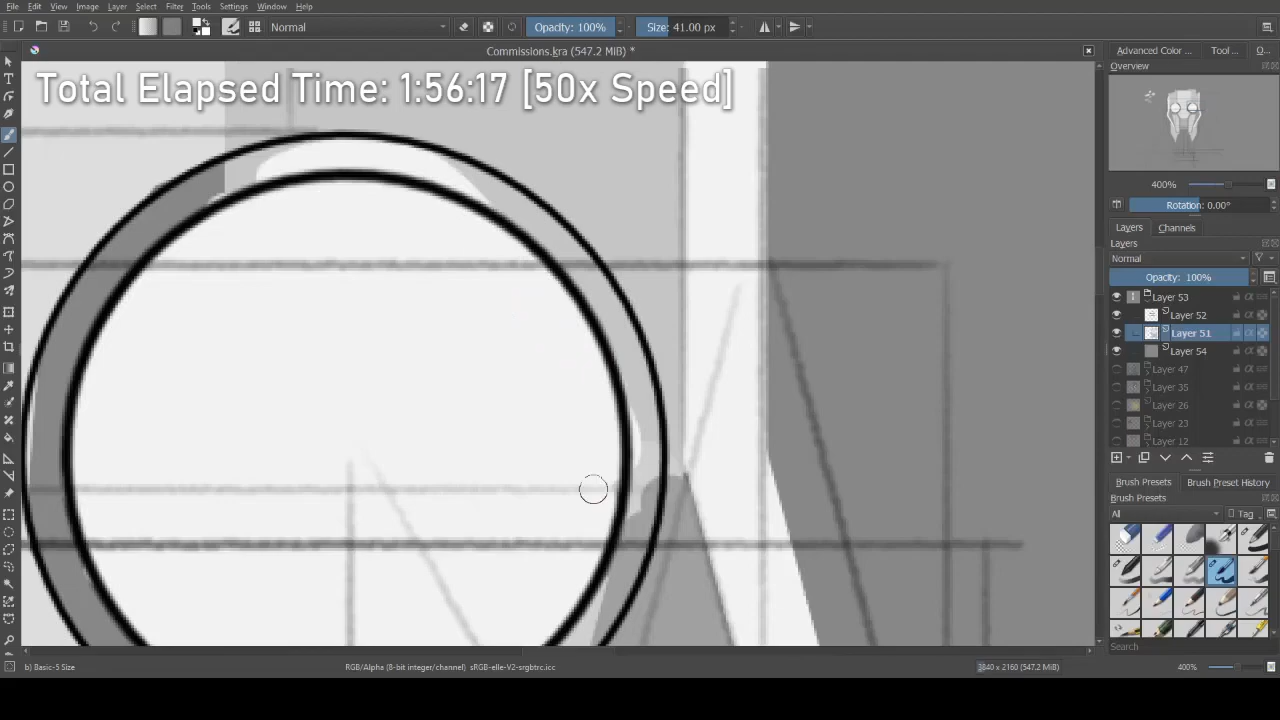 File Edit View Image Layer Select Filter Tools Settings Window Help
Normal
Opacity: 100%
Size: 41.00 px
Commissions.kra (547.2 MiB) *
Total Elapsed Time: 1:56:17 [50x Speed]
Advanced Color ... Tool ... O...
Overview
400%
Rotation: 0.00°
Layers Channels
Layers
Normal
Opacity: 100%
Layer 53
Layer 52
Layer 51
Layer 54
Layer 47
Layer 35
Layer 26
Layer 23
Layer 12
Brush Presets Brush Preset History
Brush Presets
All Tag
Search
b) Basic-5 Size
RGB/Alpha (8-bit integer/channel) sRGB-elle-V2-srgbtrc.icc
3840 x 2160 (547.2 MiB)
400%